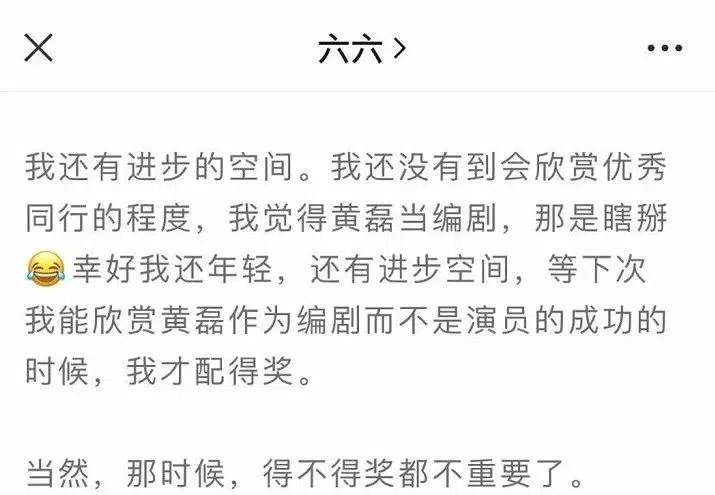 六六
我还有进步的空间。我还没有到会欣赏优秀
同行的程度，我觉得黄磊当编剧，那是瞎掰
😂幸好我还年轻，还有进步空间，等下次
我能欣赏黄磊作为编剧而不是演员的成功的
时候，我才配得奖。
当然，那时候，得不得奖都不重要了。